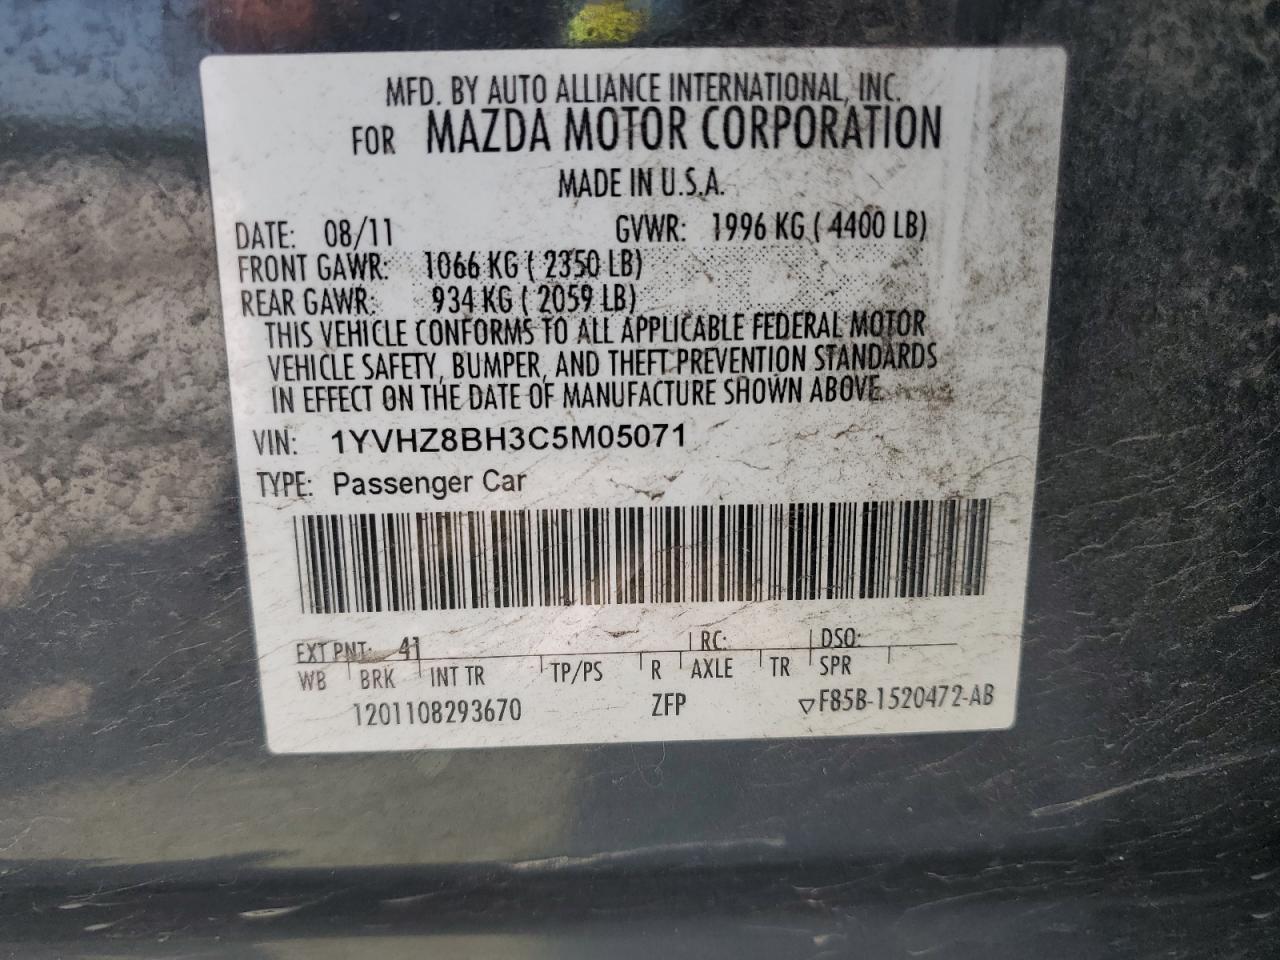 MFD. BY AUTO ALLIANCE INTERNATIONAL, INC.
FOR MAZDA MOTOR CORPORATION
MADE IN U.S.A.
DATE: 08/11 GVWR: 1996 KG ( 4400 LB)
FRONT GAWR: 1066 KG ( 2350 LB)
REAR GAWR: 934 KG ( 2059 LB)
THIS VEHICLE CONFORMS TO ALL APPLICABLE FEDERAL MOTOR
VEHICLE SAFETY, BUMPER, AND THEFT PREVENTION STANDARDS
IN EFFECT ON THE DATE OF MANUFACTURE SHOWN ABOVE.
VIN: 1YVHZ8BH3C5M05071
TYPE: Passenger Car
EXT PNT: 41 RC: DSO:
WB BRK INT TR TP/PS R AXLE TR SPR
1201108293670 ZFP ▽F85B-1520472-AB